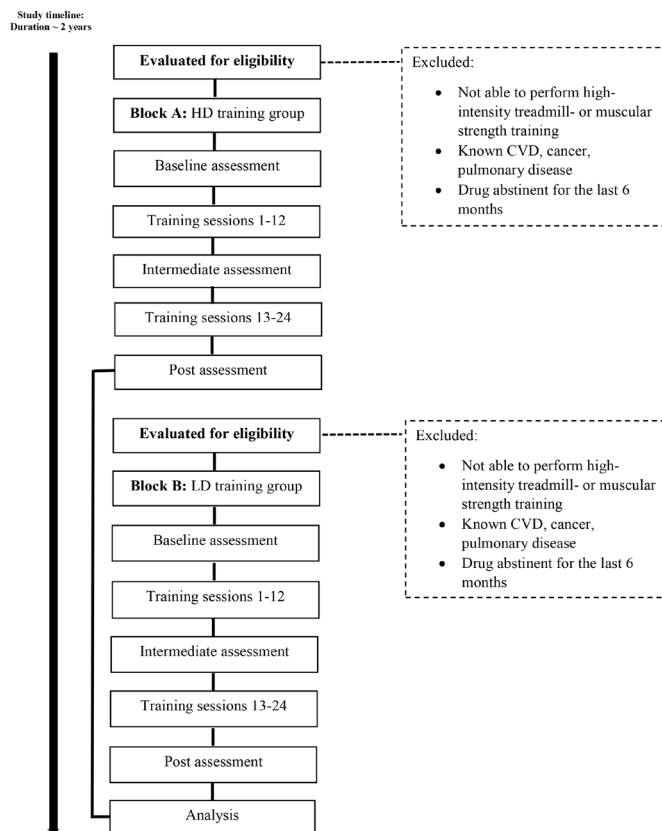 Study timeline:
Duration ~ 2 years
Evaluated for eligibility
Excluded:
• Not able to perform high-
intensity treadmill- or muscular
strength training
• Known CVD, cancer,
pulmonary disease
• Drug abstinent for the last 6
months
Block A: HD training group
Baseline assessment
Training sessions 1-12
Intermediate assessment
Training sessions 13-24
Post assessment
Evaluated for eligibility
Excluded:
• Not able to perform high-
intensity treadmill- or muscular
strength training
• Known CVD, cancer,
pulmonary disease
• Drug abstinent for the last 6
months
Block B: LD training group
Baseline assessment
Training sessions 1-12
Intermediate assessment
Training sessions 13-24
Post assessment
Analysis